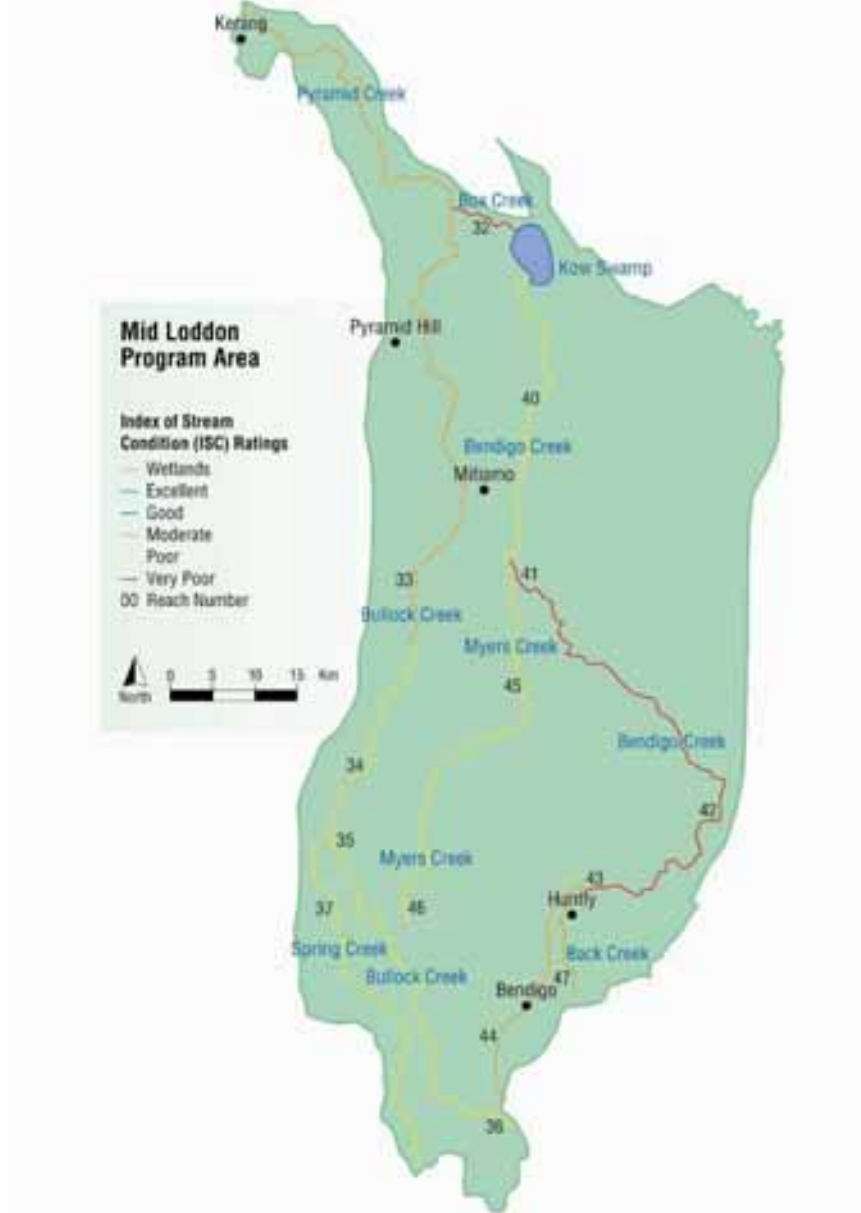 Kerang
Pyramid Creek
Box Creek
32
Kow Swamp
Mid Loddon
Program Area
Pyramid Hill
Index of Stream
Condition (ISC) Ratings
Wetlands
Excellent
Good
Moderate
Poor
Very Poor
00 Reach Number
North
0 5 10 15 Km
40
Bendigo Creek
Mitiamo
33
41
Bullock Creek
Myers Creek
45
Bendigo Creek
34
42
35
Myers Creek
43
37
46
Huntly
Spring Creek
Back Creek
Bullock Creek
47
Bendigo
44
36